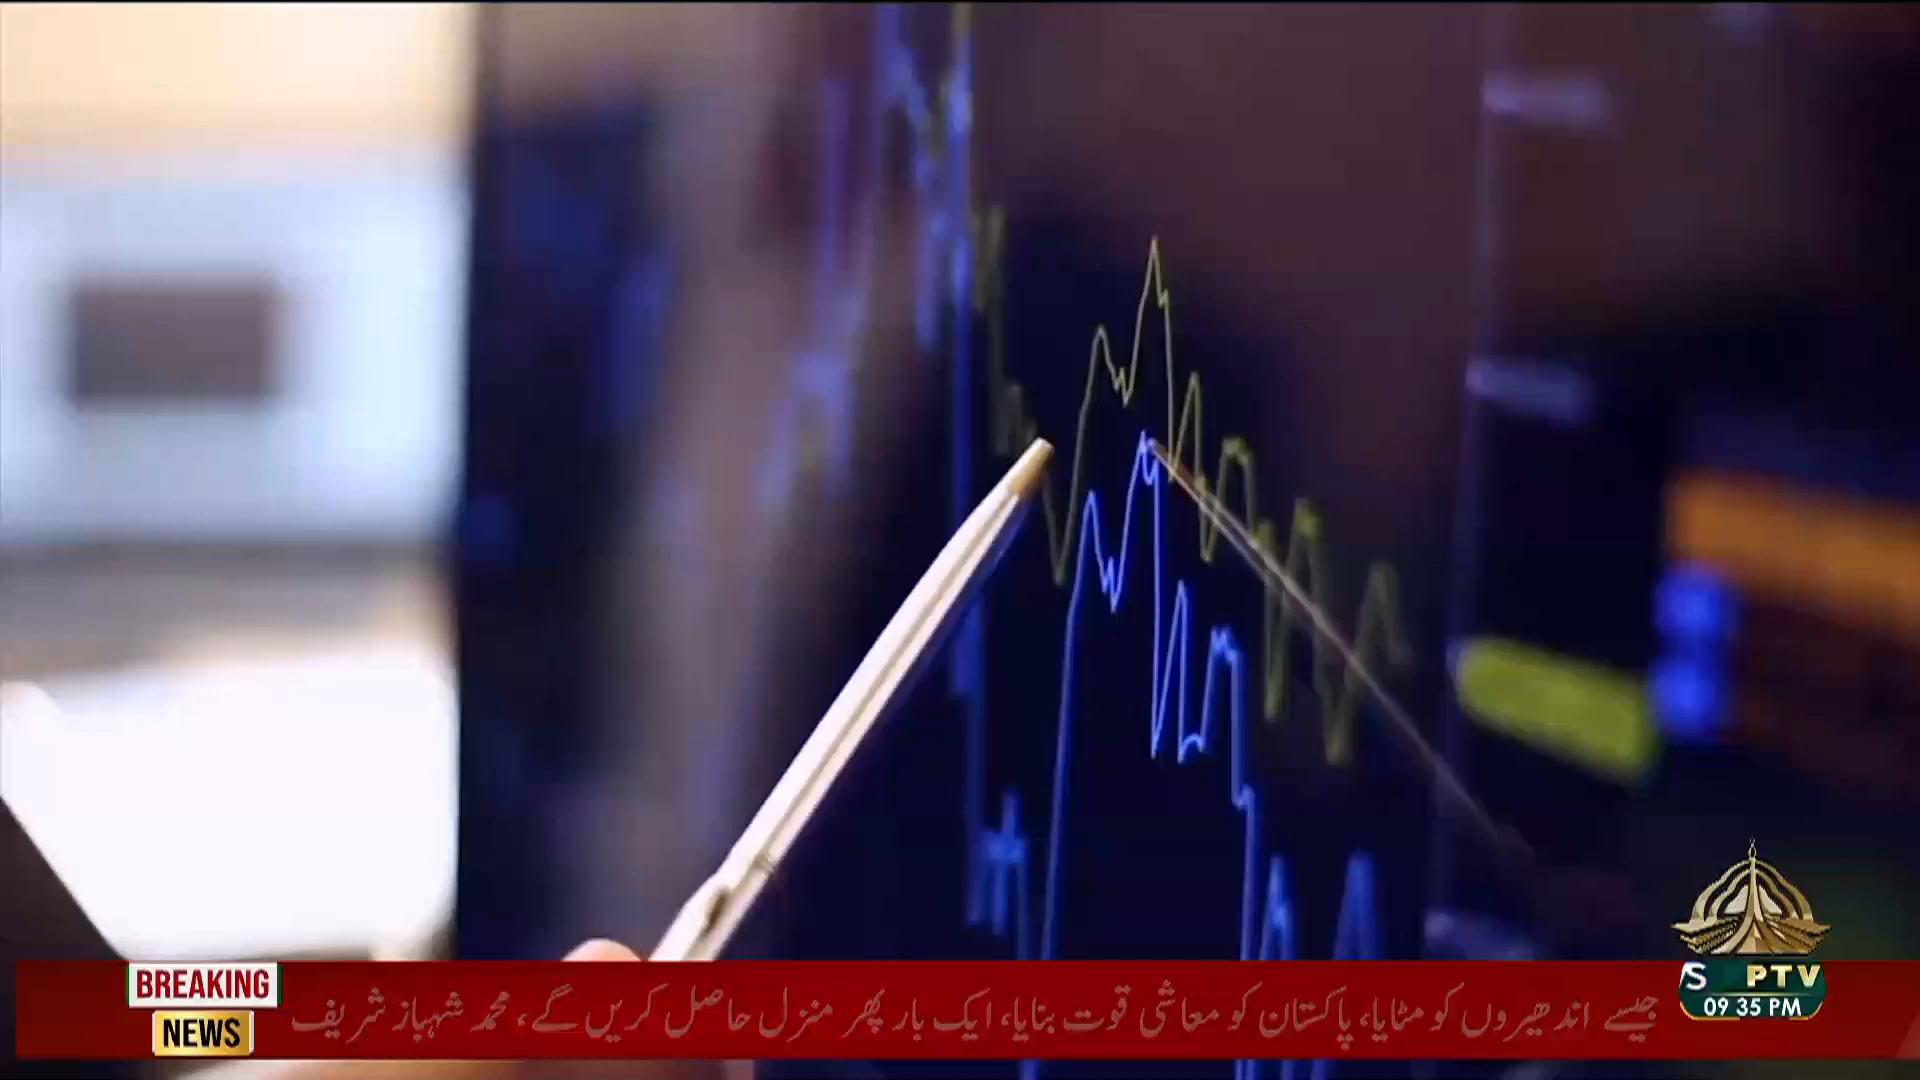 BREAKING
NEWS
جیسے اندھیروں کو مٹایا، پاکستان کو معاشی قوت بنایا، ایک بار پھر منزل حاصل کریں گے، محمد شہباز شریف
S PTV
09 35 PM